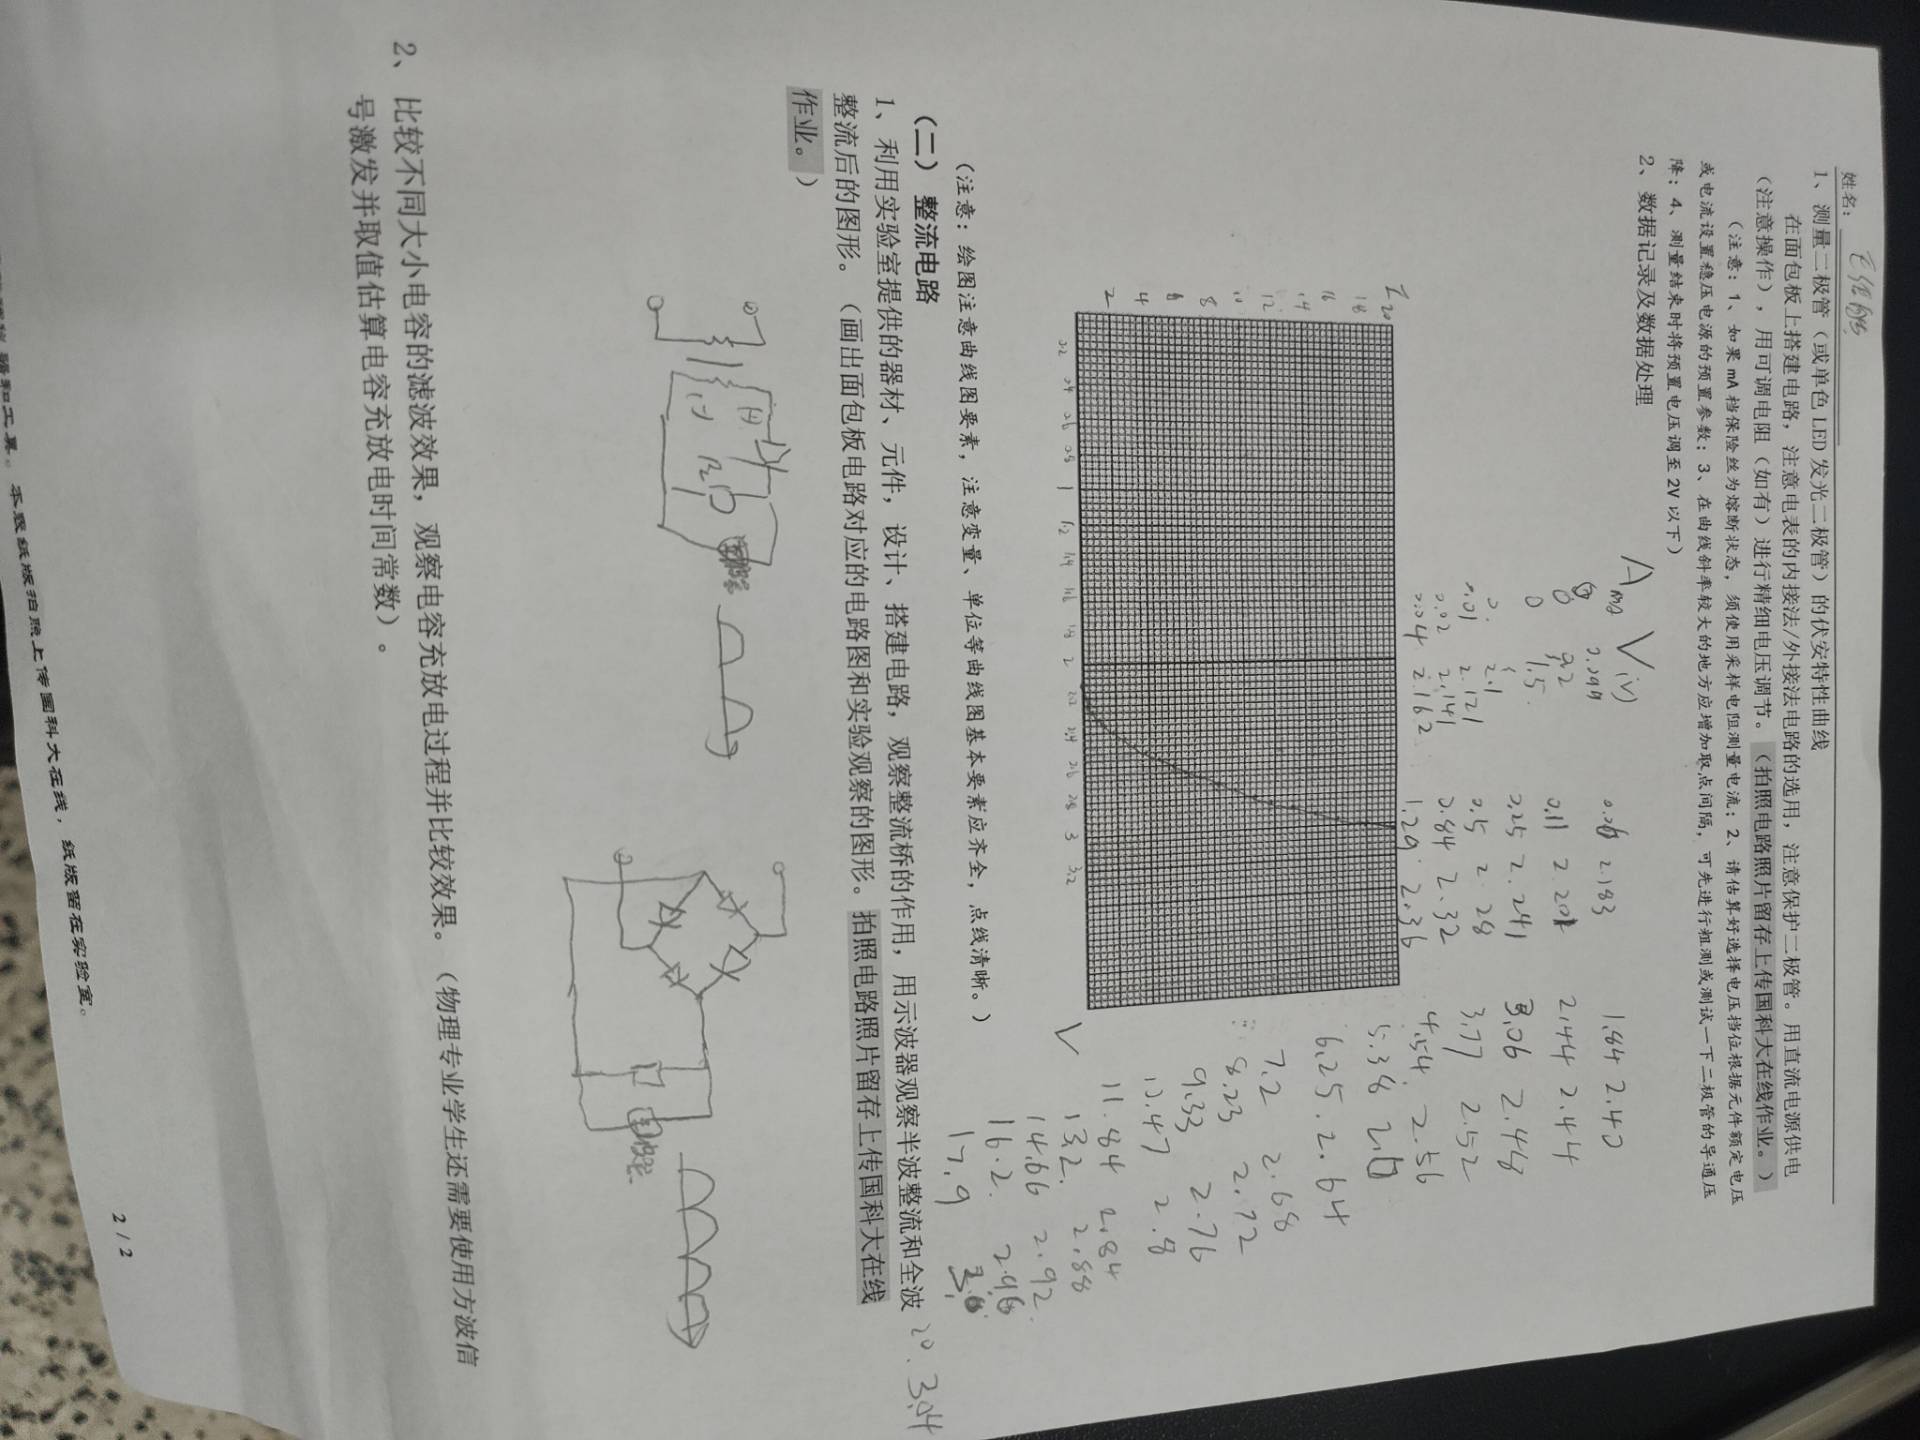 姓名：
1、测量二极管（或单色 LED 发光二极管）的伏安特性曲线
在面包板上搭建电路，注意电表的内接法/外接法电路的选用，注意保护二极管。用直流电源供电
（注意操作），用可调电阻（如有）进行精细电压调节。（拍照电路照片留存上传国科大在线作业。）
（注意：1、如果 mA 档保险丝为熔断状态，须使用采样电阻测量电流；2、请估算好选择电压挡位根据元件额定电压
或电流设置稳压电源的预置参数；3、在曲线斜率较大的地方应增加取点间隔，可先进行粗测或测试一下二极管的导通压
降；4、测量结束时将预置电压调至 2V 以下）
2、数据记录及数据处理
A mA V (V)
0 0.099
0
0 1.5
0. 2.1
0.01 2.121
0.02 2.141
0.04 2.162
0.06 2.183
0.11 2.201
0.25 2.241
0.5 2.28
0.84 2.32
1.29 2.36
1.84 2.40
2.44 2.44
3.06 2.48
3.77 2.52
4.54 2.56
5.38
6.25 2.64
7.2 2.68
8.23 2.72
9.33 2.76
10.47 2.8
11.84 2.84
13.2 2.88
14.66 2.92
16.2 2.96
17.9 3.0
20. 3.04
I 20
18
16
14
12
10
8
6
4
2
0.2 0.4 0.6 0.8 1 1.2 1.4 1.6 1.8 2 2.2 2.4 2.6 2.8 3 3.2 V
（注意：绘图注意曲线图要素，注意变量、单位等曲线图基本要素应齐全，点线清晰。）
（二） 整流电路
1、利用实验室提供的器材、元件，设计、搭建电路，观察整流桥的作用，用示波器观察半波整流和全波
整流后的图形。（画出面包板电路对应的电路图和实验观察的图形。拍照电路照片留存上传国科大在线
作业。）
(+)
(-)
2、比较不同大小电容的滤波效果，观察电容充放电过程并比较效果。（物理专业学生还需要使用方波信
号激发并取值估算电容充放电时间常数）。
2 / 2
器和工具。本表纸版拍照上传国科大在线，纸版留在实验室。